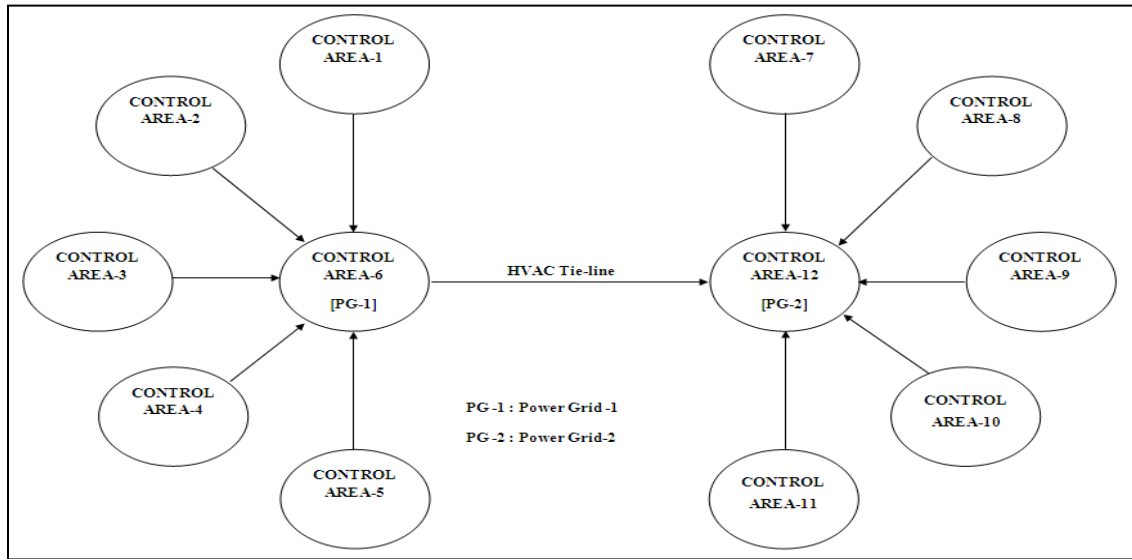 CONTROL
AREA-1
CONTROL
AREA-7
CONTROL
AREA-2
CONTROL
AREA-8
CONTROL
AREA-3
CONTROL
AREA-6
[PG-1]
HVAC Tie-line
CONTROL
AREA-12
[PG-2]
CONTROL
AREA-9
CONTROL
AREA-4
PG-1 : Power Grid-1
PG-2 : Power Grid-2
CONTROL
AREA-10
CONTROL
AREA-5
CONTROL
AREA-11